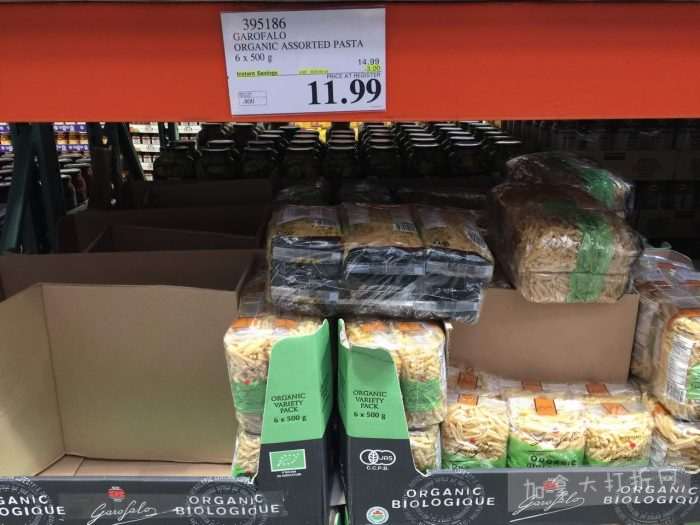 395186
GAROFALO
ORGANIC ASSORTED PASTA
6 x 500 g
14.99
Instant Savings
3.00
PRICE AT REGISTER
11.99
ORGANIC
VARIETY
PACK
6 x 500 g
ORGANIC
VARIETY
PACK
6 x 500 g
JAS
C.C.P.B.
ORGANIC
BIOLOGIQUE
Garofalo
ORGANIC
BIOLOGIQUE
ORGANIC
BIOLOGIQUE
Garofalo
ORGANIC
BIOLOGIQUE
加拿大打折网